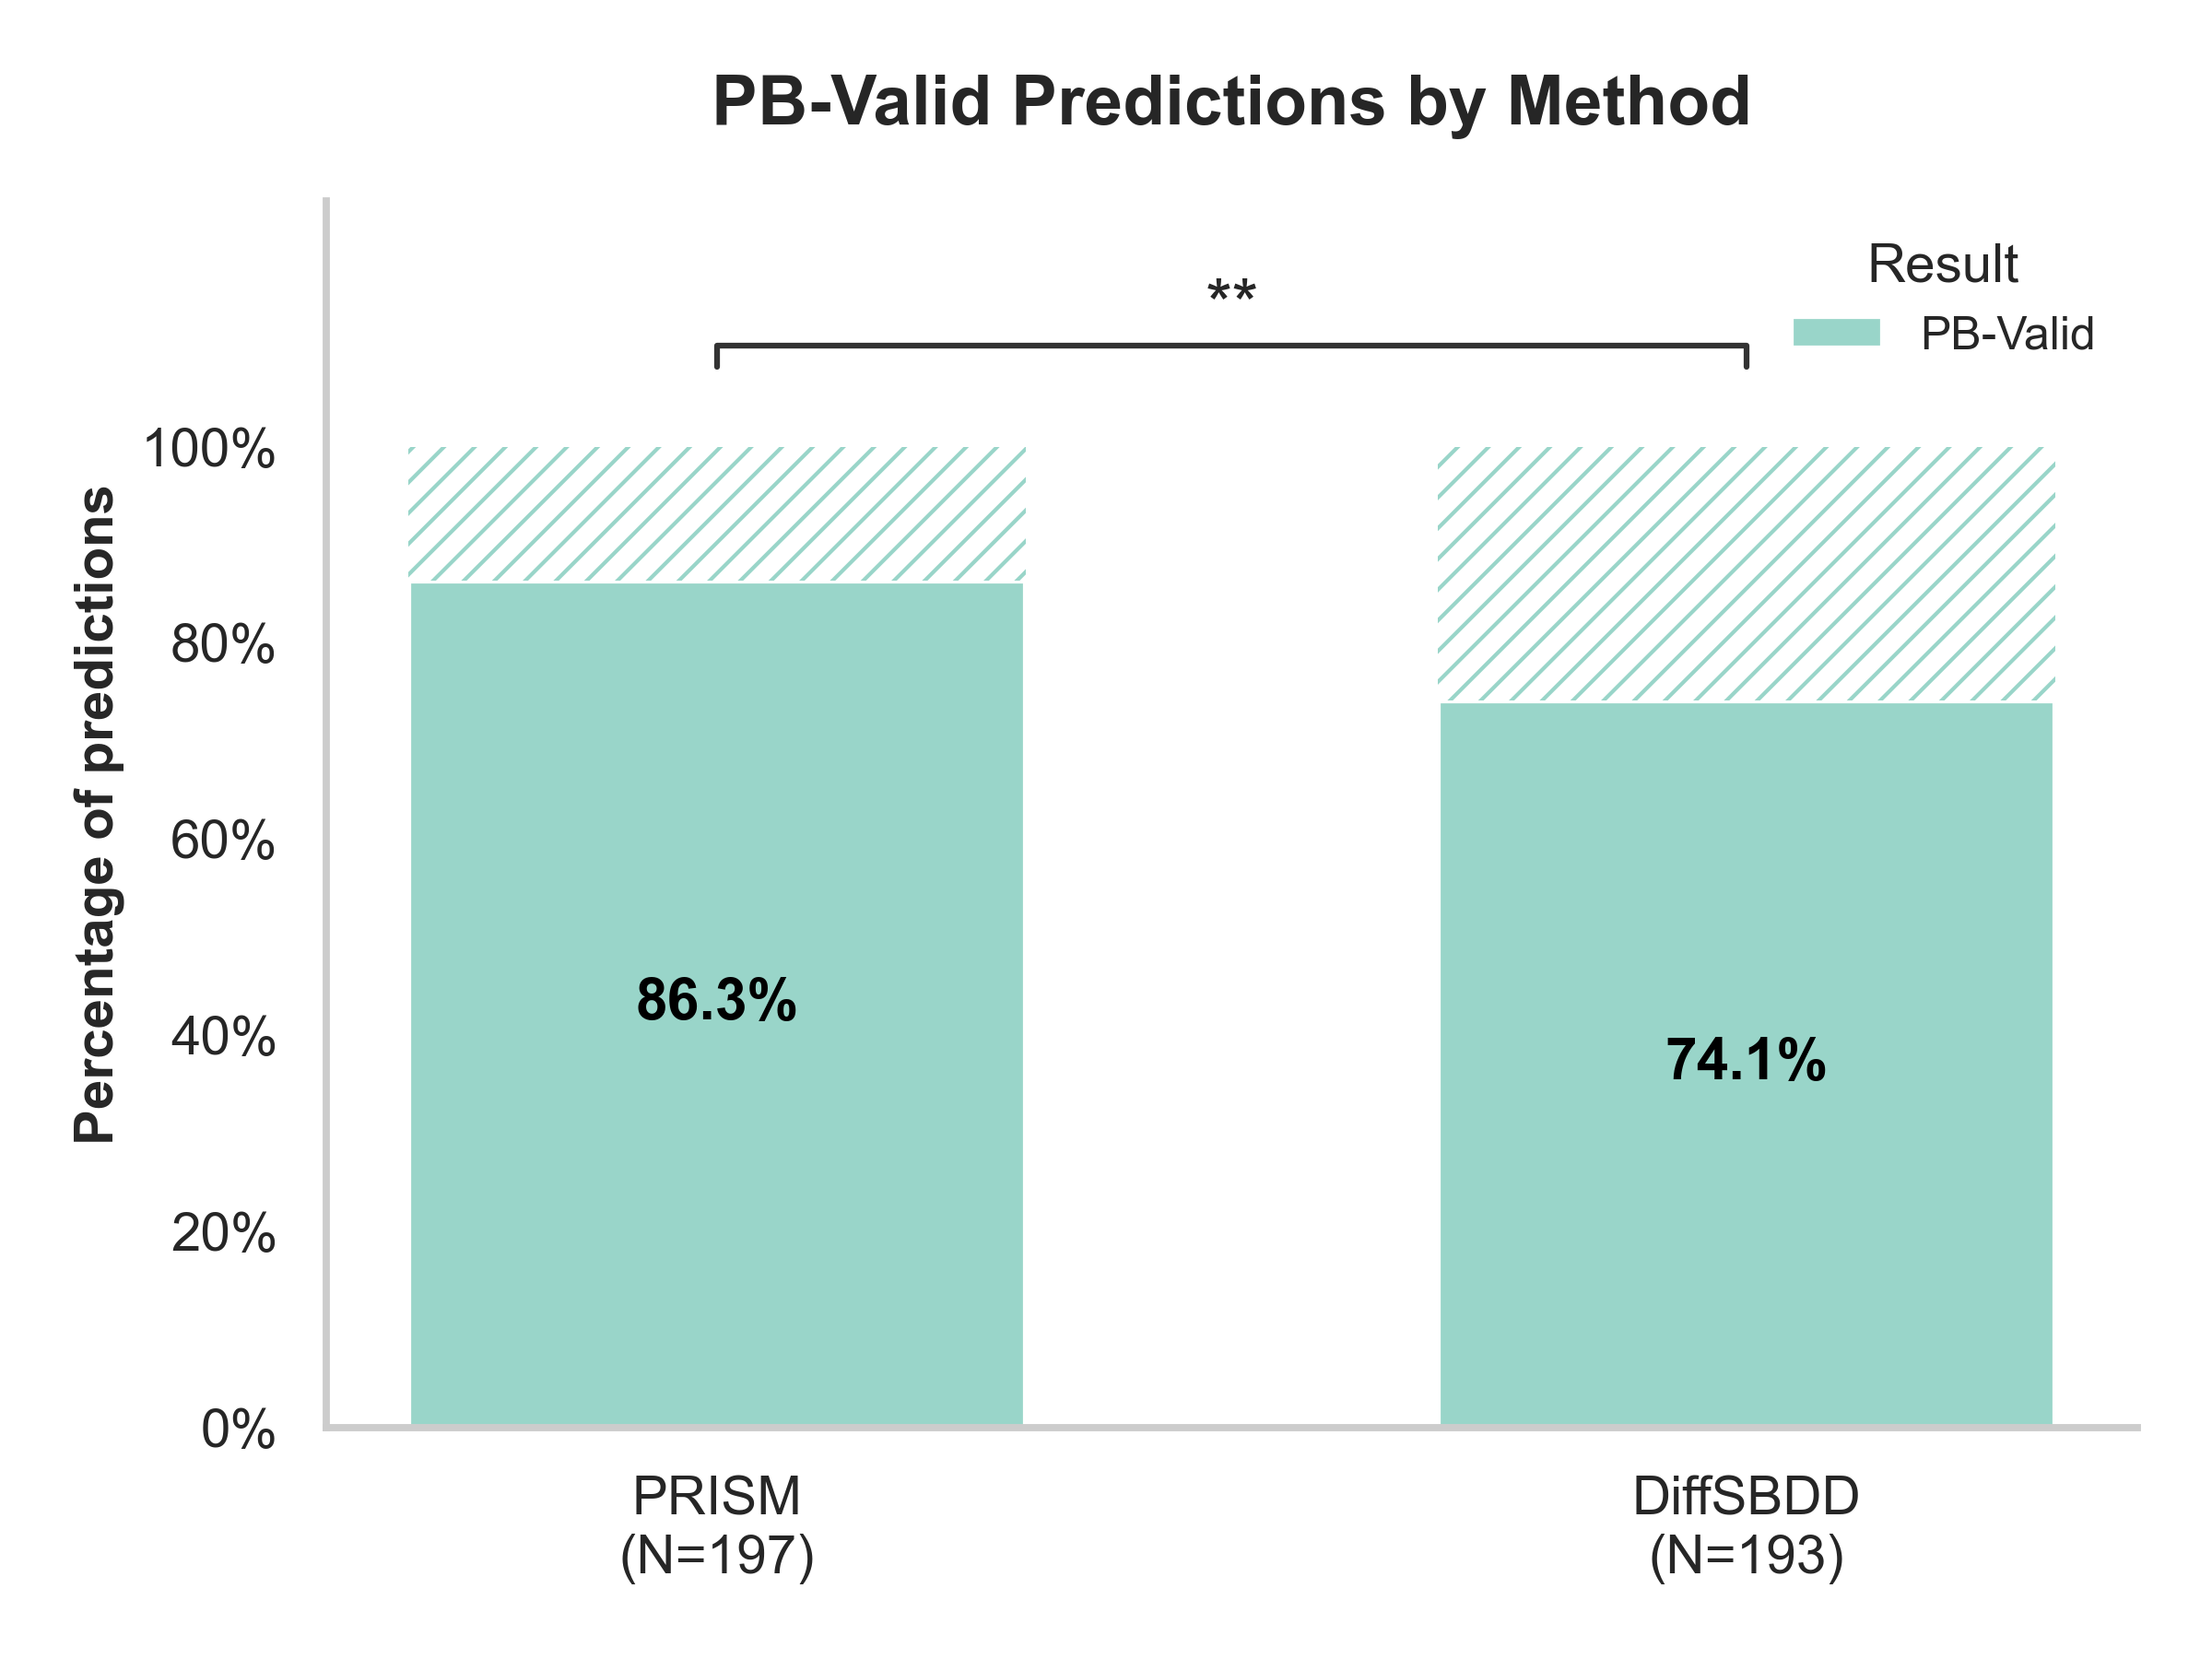 PB-Valid Predictions by Method
**
Result
PB-Valid
Percentage of predictions
100%
80%
60%
40%
20%
0%
86.3%
74.1%
PRISM
(N=197)
DiffSBDD
(N=193)